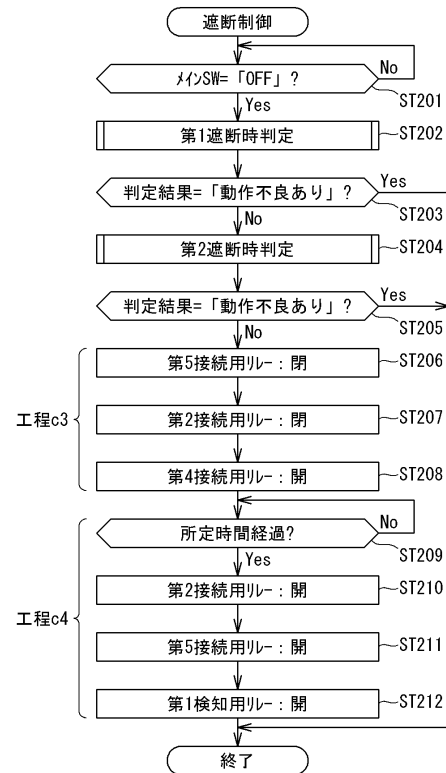 遮断制御
No
メインSW=「OFF」?
ST201
Yes
第1遮断時判定
ST202
判定結果=「動作不良あり」?
Yes
ST203
No
第2遮断時判定
ST204
判定結果=「動作不良あり」?
Yes
ST205
No
工程c3
第5接続用リレー:閉
ST206
第2接続用リレー:閉
ST207
第4接続用リレー:開
ST208
工程c4
所定時間経過?
No
ST209
Yes
第2接続用リレー:開
ST210
第5接続用リレー:開
ST211
第1検知用リレー:開
ST212
終了